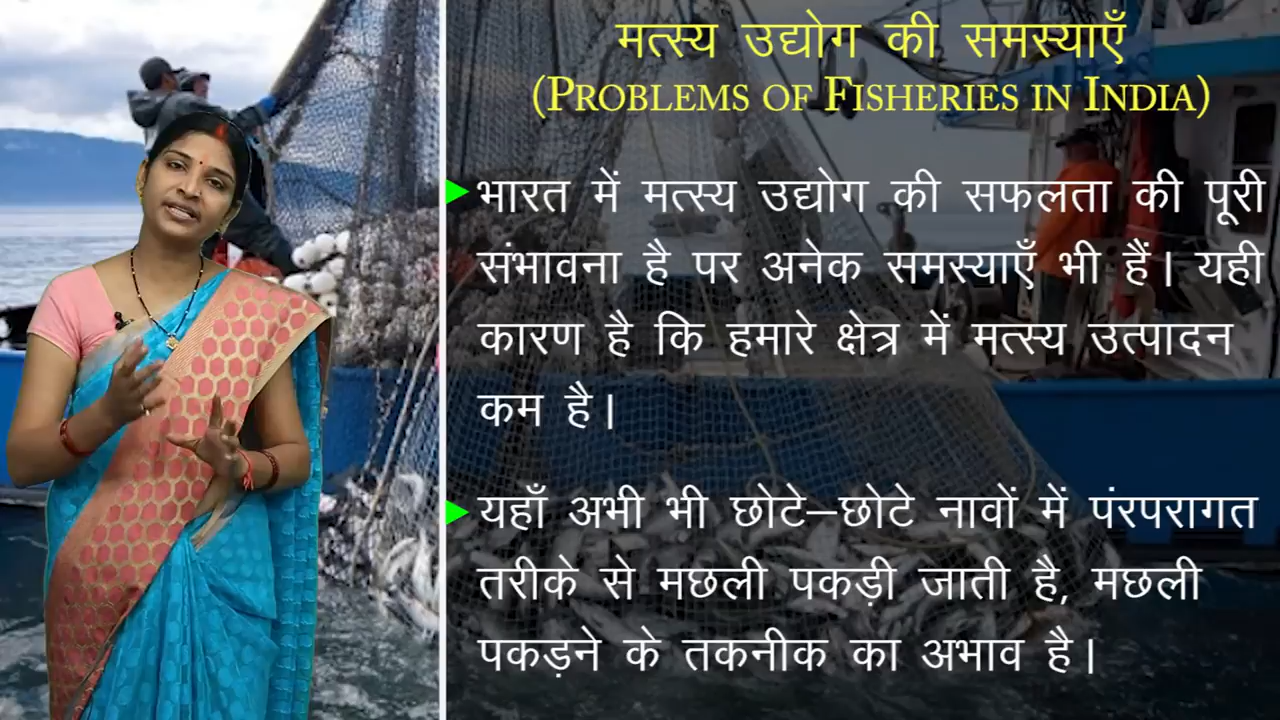 मत्स्य उद्योग की समस्याएँ
(Problems of Fisheries in India)
भारत में मत्स्य उद्योग की सफलता की पूरी
संभावना है पर अनेक समस्याएँ भी हैं। यही
कारण है कि हमारे क्षेत्र में मत्स्य उत्पादन
कम है।
यहाँ अभी भी छोटे–छोटे नावों में पंरपरागत
तरीके से मछली पकड़ी जाती है, मछली
पकड़ने के तकनीक का अभाव है।